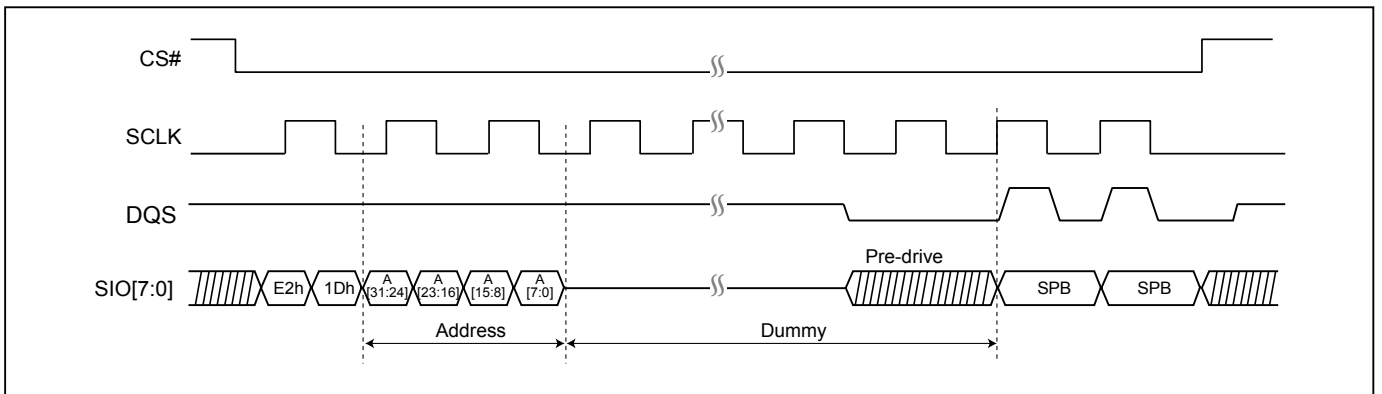 CS#
SCLK
DQS
Pre-drive
SIO[7:0]
E2h
1Dh
A
[31:24]
A
[23:16]
A
[15:8]
A
[7:0]
SPB
SPB
Address
Dummy